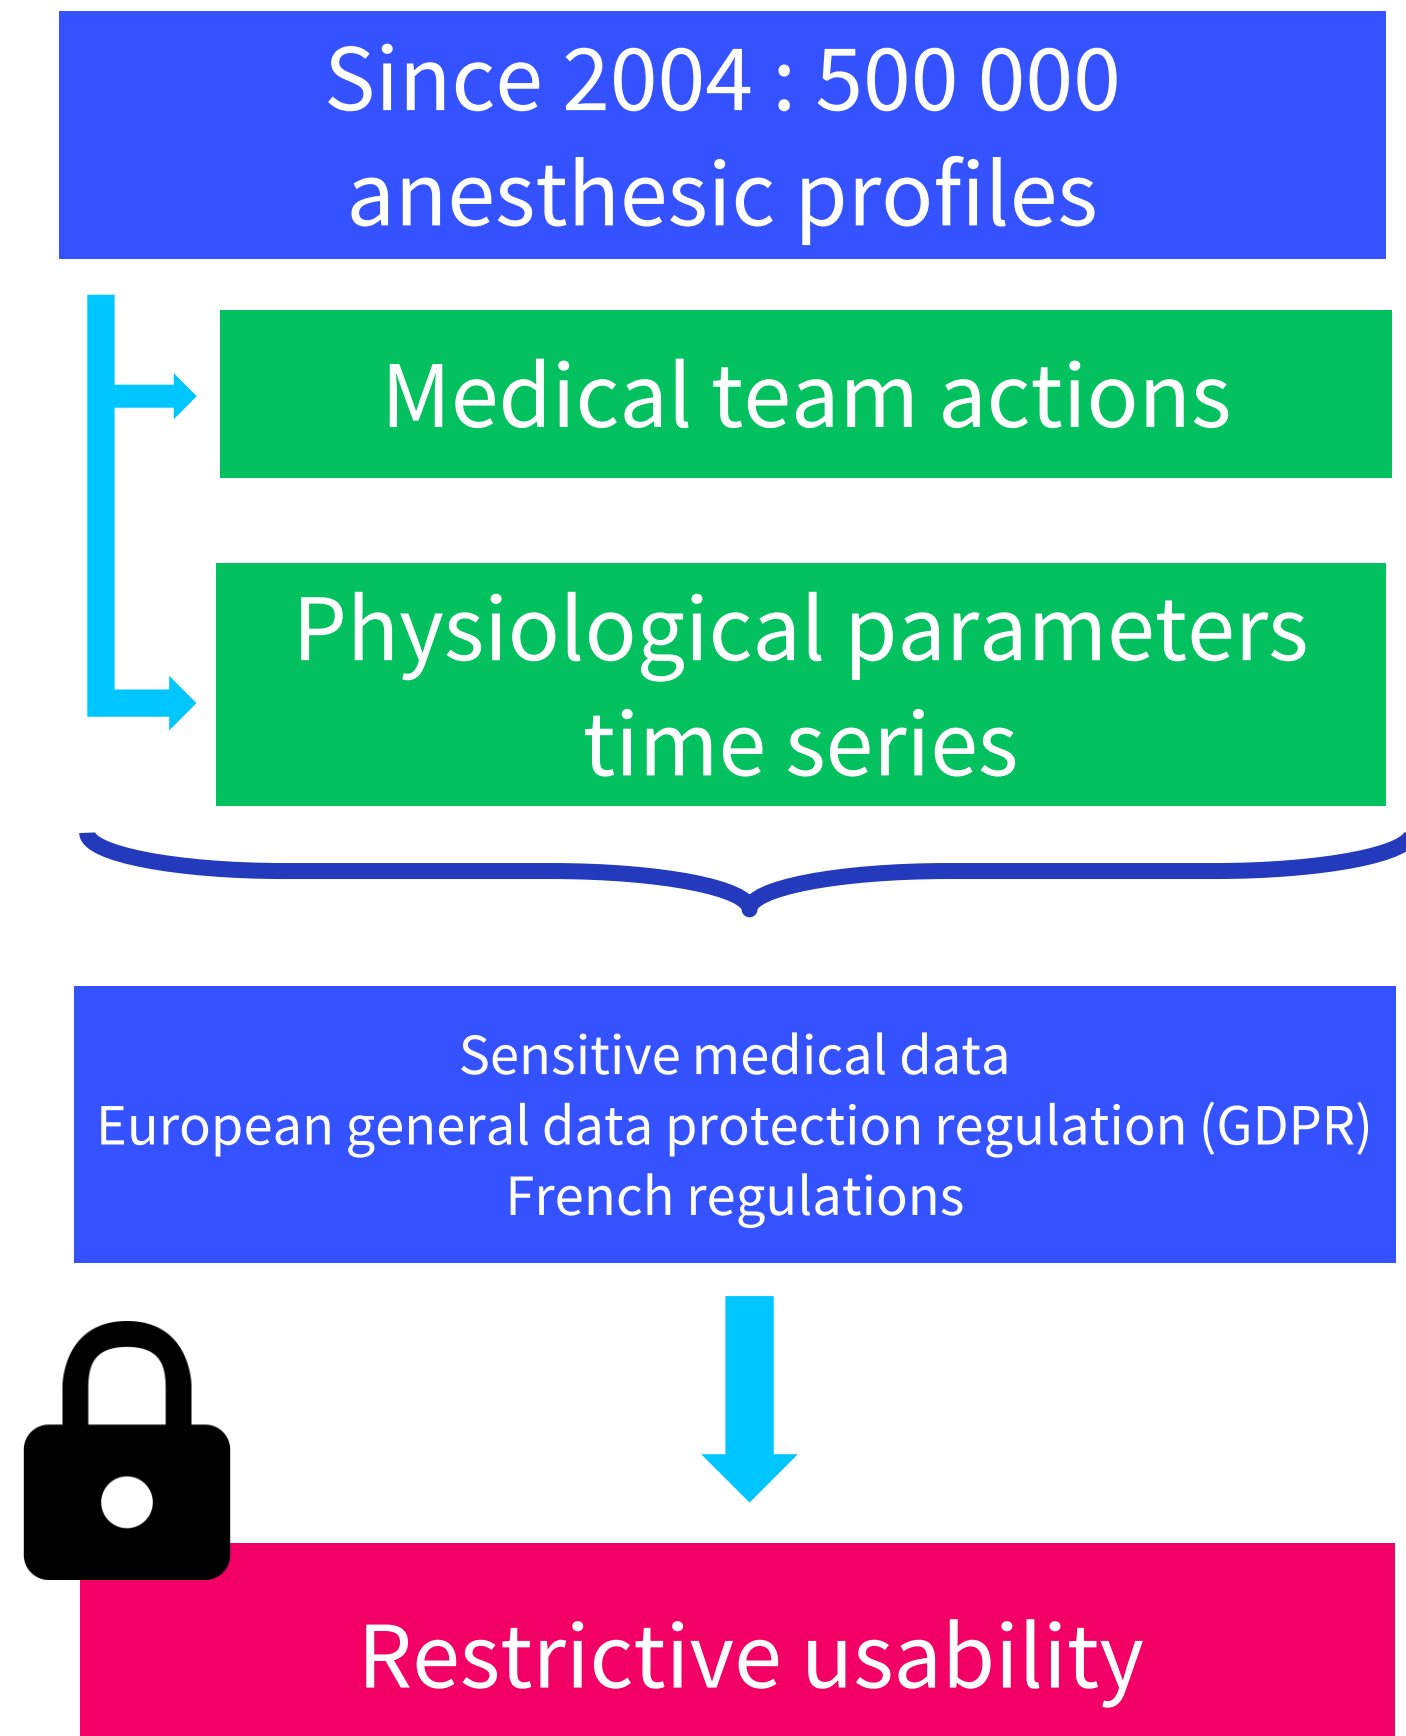 Since 2004 : 500 000
anesthesic profiles
Medical team actions
Physiological parameters
time series
Sensitive medical data
European general data protection regulation (GDPR)
French regulations
Restrictive usability